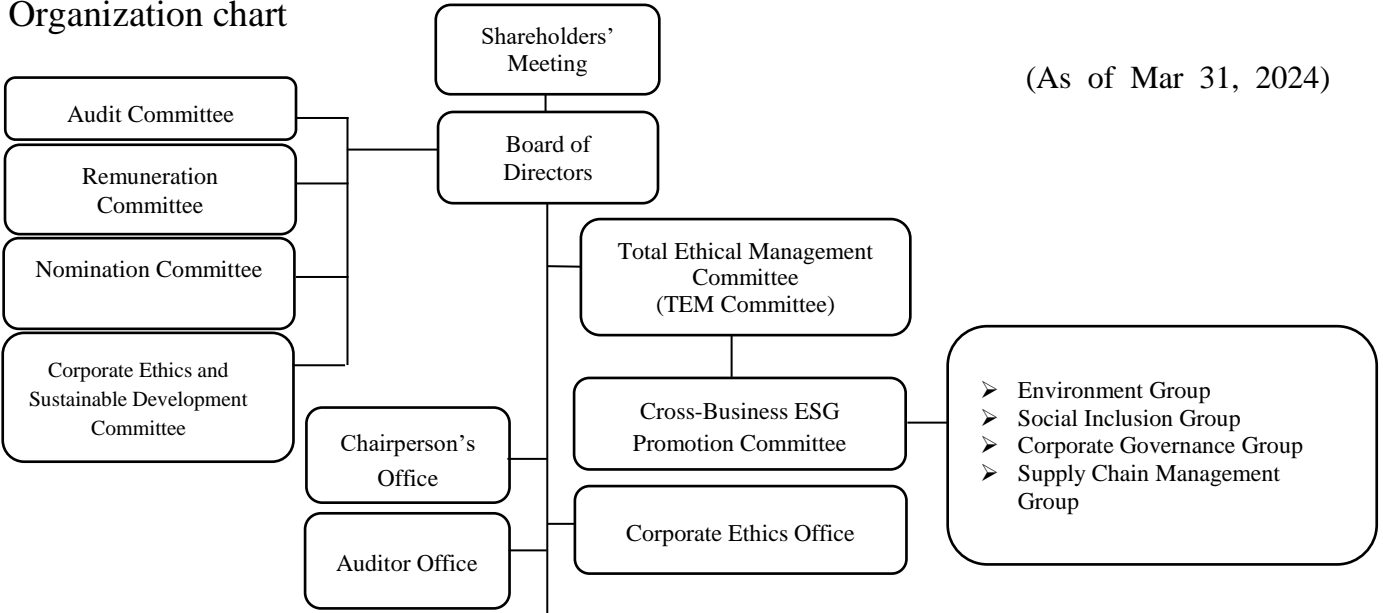 Organization chart
(As of Mar 31, 2024)
Shareholders’
Meeting
Board of
Directors
Audit Committee
Remuneration
Committee
Nomination Committee
Corporate Ethics and
Sustainable Development
Committee
Total Ethical Management
Committee
(TEM Committee)
Cross-Business ESG
Promotion Committee
➢ Environment Group
➢ Social Inclusion Group
➢ Corporate Governance Group
➢ Supply Chain Management
Group
Chairperson’s
Office
Corporate Ethics Office
Auditor Office